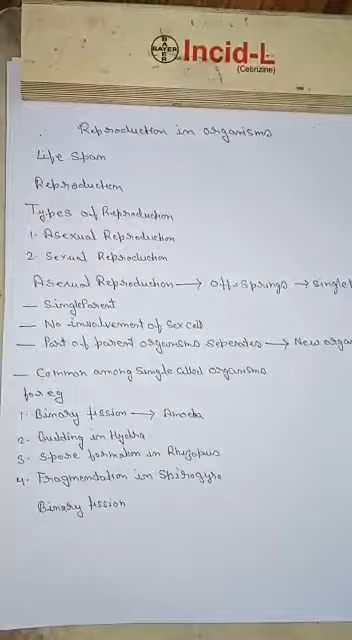 BAYER
BAYER
Incid-L
(Cetirizine)
Reproduction in organisms
Life Span
Reproduction
Types of Reproduction
1. Asexual Reproduction
2. Sexual Reproduction
Asexual Reproduction → Off-springs → Single
— Single Parent
— No involvement of Sex cell
— Part of parent organisms seperates → New organ
— Common among Single celled organisms
for eg
1. Binary fission → Amoeba
2. Budding in Hydra
3. Spore formation in Rhizopus
4. Fragmentation in Spirogyra
Binary fission